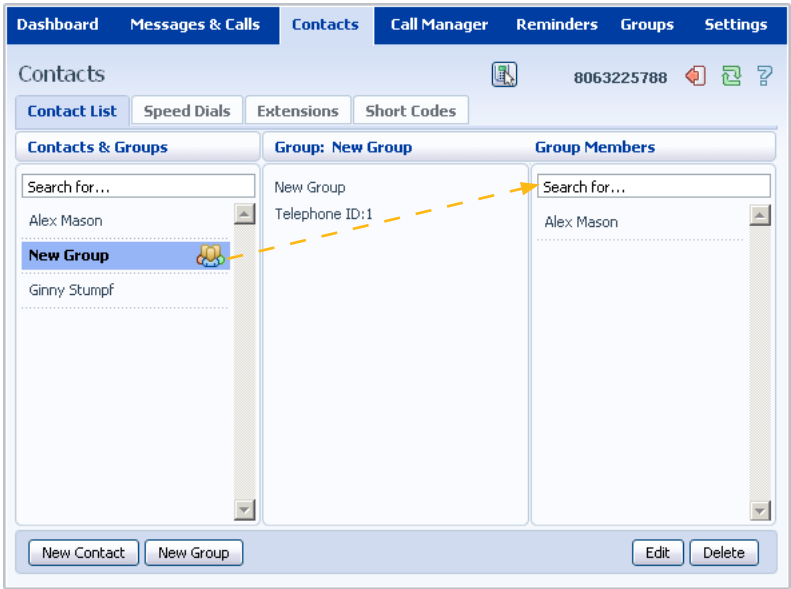 Dashboard Messages & Calls Contacts Call Manager Reminders Groups Settings
Contacts 8063225788
Contact List Speed Dials Extensions Short Codes
Contacts & Groups Group: New Group Group Members
Search for... New Group Search for...
Alex Mason Telephone ID:1 Alex Mason
New Group
Ginny Stumpf
New Contact New Group Edit Delete